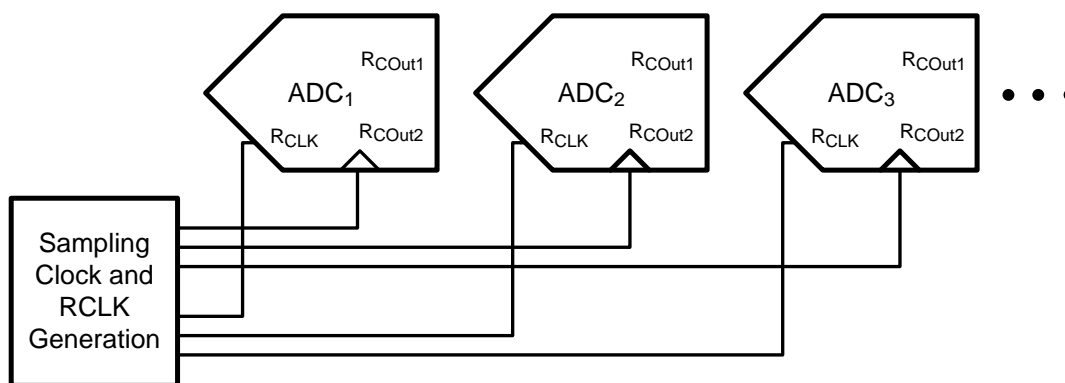 RCOut1
ADC1
RCLK
RCOut2
RCOut1
ADC2
RCLK
RCOut2
RCOut1
ADC3
RCLK
RCOut2
Sampling
Clock and
RCLK
Generation